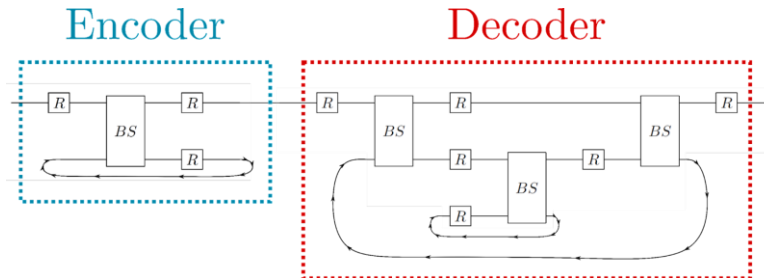 Encoder Decoder
R R R R R
BS BS BS
R R R
BS
R